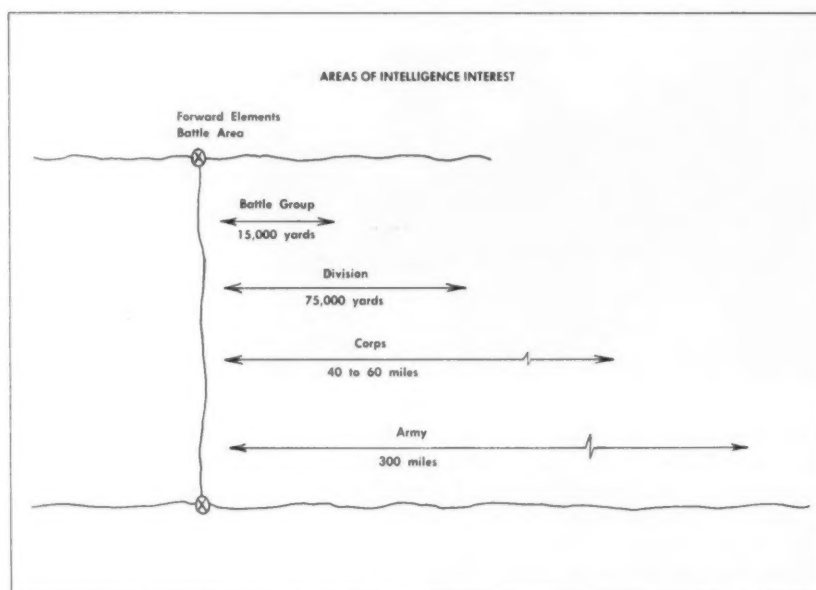 AREAS OF INTELLIGENCE INTEREST
Forward Elements
Battle Area
Battle Group
15,000 yards
Division
75,000 yards
Corps
40 to 60 miles
Army
300 miles